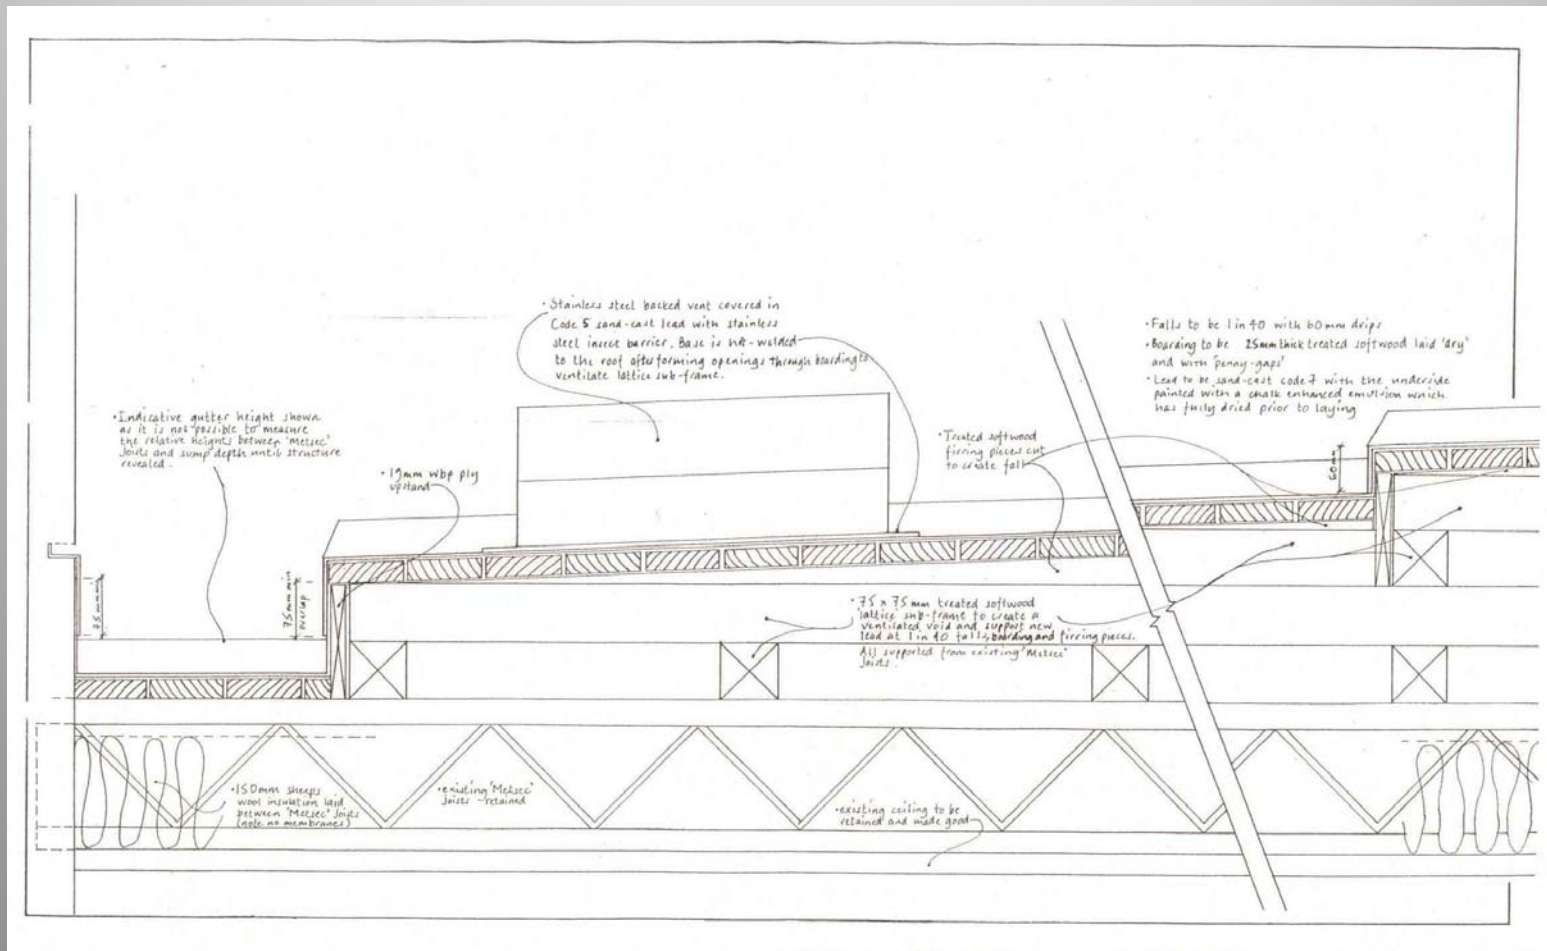 • Stainless steel backed vent covered in
Code 5 sand-cast lead with stainless
steel insect barrier. Base is hot-welded
to the roof after forming openings through boarding to
ventilate lattice sub-frame.
• Falls to be 1 in 40 with 60mm drips
• Boarding to be 25mm thick treated softwood laid 'dry'
and with 'penny-gaps'
• Lead to be sand-cast code 7 with the underside
painted with a chalk enhanced emulsion which
has fully dried prior to laying
• Indicative gutter height shown
as it is not possible to measure
the relative heights between 'Metsec'
Joists and sump depth until structure
revealed.
• 19mm wbp ply
upstand
• Treated softwood
firring pieces cut
to create fall
60mm
75mm
75mm min
overlap
• 75 x 75mm treated softwood
'lattice' sub-frame to create a
ventilated void and support new
lead at 1 in 40 falls, boarding and firring pieces.
All supported from existing 'Metsec'
Joists.
• 150mm sheeps
wool insulation laid
between 'Metsec' Joists
(note no membranes)
• existing 'Metsec'
Joists - retained
• existing ceiling to be
retained and made good